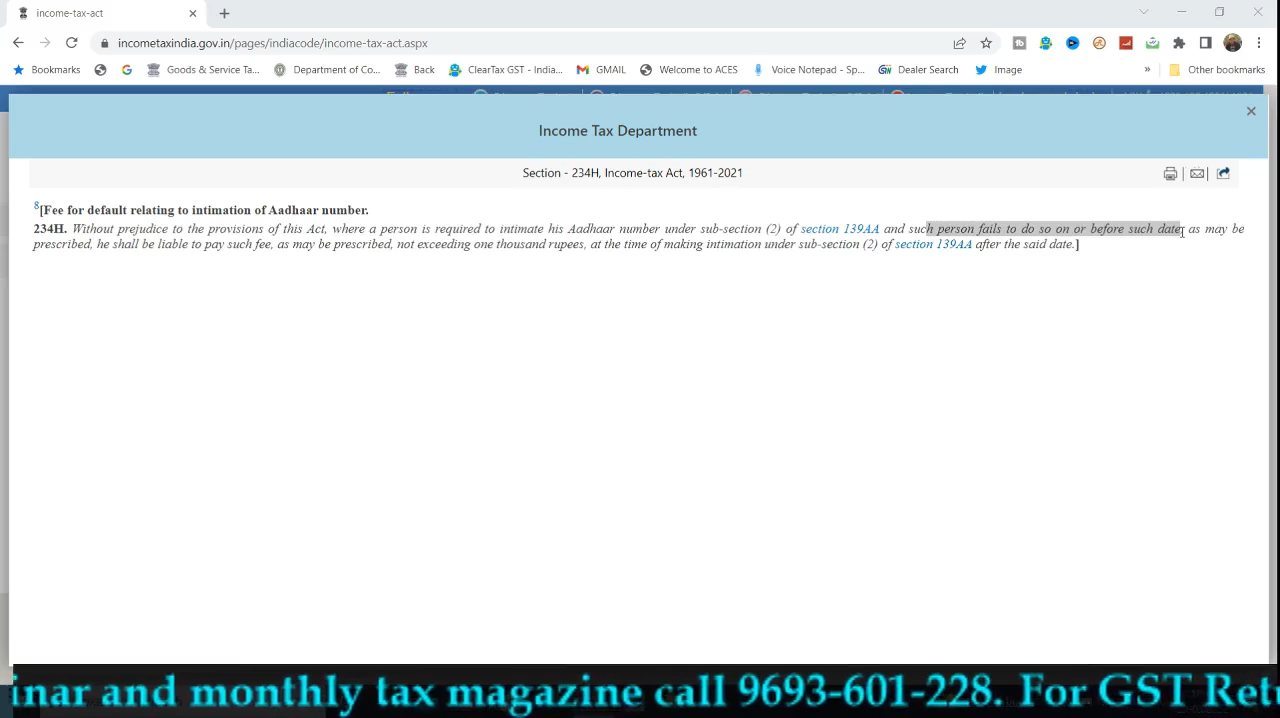 income-tax-act
incometaxindia.gov.in/pages/indiacode/income-tax-act.aspx
Bookmarks Goods & Service Ta... Department of Co... Back ClearTax GST - India... GMAIL Welcome to ACES Voice Notepad - Sp... Dealer Search Image » Other bookmarks
Income Tax Department
Section - 234H, Income-tax Act, 1961-2021
8[Fee for default relating to intimation of Aadhaar number.
234H. Without prejudice to the provisions of this Act, where a person is required to intimate his Aadhaar number under sub-section (2) of section 139AA and such person fails to do so on or before such date, as may be
prescribed, he shall be liable to pay such fee, as may be prescribed, not exceeding one thousand rupees, at the time of making intimation under sub-section (2) of section 139AA after the said date.]
inar and monthly tax magazine call 9693-601-228. For GST Ret